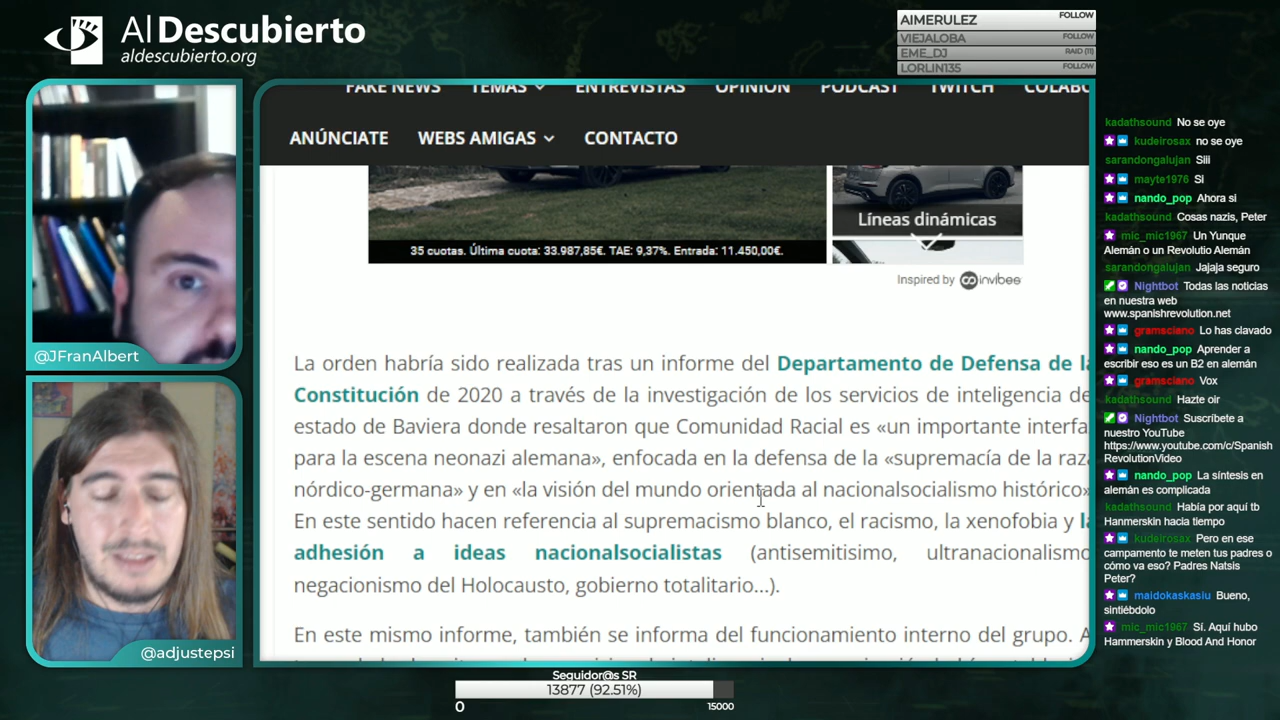 Al Descubierto
aldescubierto.org
AIMERULEZ FOLLOW
VIEJALOBA FOLLOW
EME_DJ RAID (11)
LORLIN135 FOLLOW
FAKE NEWS TEMAS ENTREVISTAS OPINIÓN PODCAST TWITCH COLABO
ANÚNCIATE WEBS AMIGAS CONTACTO
35 cuotas. Última cuota: 33.987,85€. TAE: 9,37%. Entrada: 11.450,00€.
Líneas dinámicas
Inspired by invibes
La orden habría sido realizada tras un informe del Departamento de Defensa de la
Constitución de 2020 a través de la investigación de los servicios de inteligencia de
estado de Baviera donde resaltaron que Comunidad Racial es «un importante interfa
para la escena neonazi alemana», enfocada en la defensa de la «supremacía de la raza
nórdico-germana» y en «la visión del mundo orientada al nacionalsocialismo histórico»
En este sentido hacen referencia al supremacismo blanco, el racismo, la xenofobia y la
adhesión a ideas nacionalsocialistas (antisemitisimo, ultranacionalismo
negacionismo del Holocausto, gobierno totalitario...).
En este mismo informe, también se informa del funcionamiento interno del grupo. A
@JFranAlbert
@adjustepsi
kadathsound No se oye
kudeirosax no se oye
sarandongalujan Siii
mayte1976 Si
nando_pop Ahora si
kadathsound Cosas nazis, Peter
mic_mic1967 Un Yunque
Alemán o un Revolutio Alemán
sarandongalujan Jajaja seguro
Nightbot Todas las noticias
en nuestra web
www.spanishrevolution.net
gramsciano Lo has clavado
nando_pop Aprender a
escribir eso es un B2 en alemán
gramsciano Vox
kadathsound Hazte oir
Nightbot Suscríbete a
nuestro YouTube
https://www.youtube.com/c/Spanish
RevolutionVideo
nando_pop La síntesis en
alemán es complicada
kadathsound Había por aquí tb
Hanmerskin hacia tiempo
kudeirosax Pero en ese
campamento te meten tus padres o
cómo va eso? Padres Natsis
Peter?
maidokaskasiu Bueno,
sintiébdolo
mic_mic1967 Sí. Aquí hubo
Hammerskin y Blood And Honor
Seguidor@s SR
13877 (92.51%)
0 15000